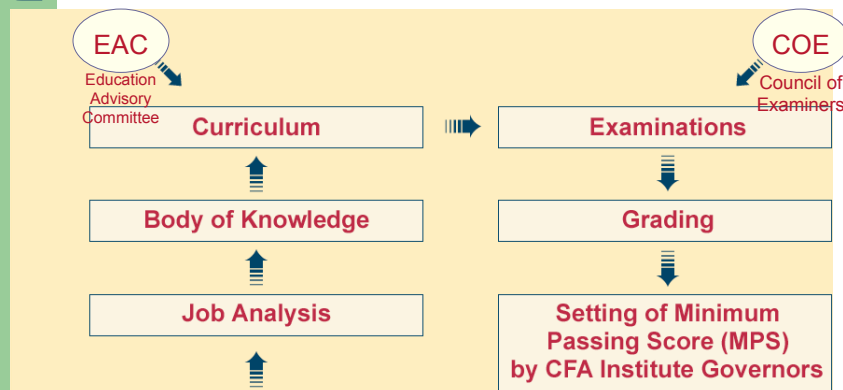 EAC
Education
Advisory
Committee
COE
Council of
Examiners
Curriculum
Examinations
Body of Knowledge
Grading
Job Analysis
Setting of Minimum
Passing Score (MPS)
by CFA Institute Governors